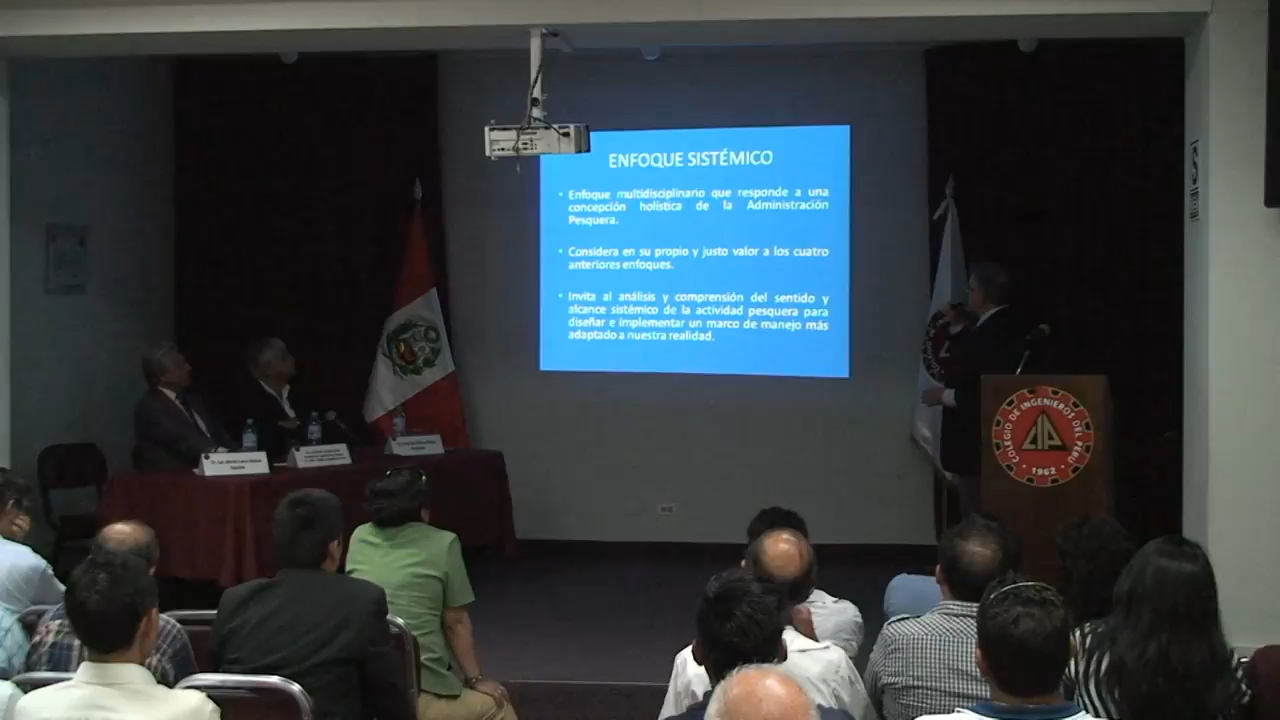 ENFOQUE SISTÉMICO
• Enfoque multidisciplinario que responde a una
concepción holística de la Administración
Pesquera.
• Considera en su propio y justo valor a los cuatro
anteriores enfoques.
• Invita al análisis y comprensión del sentido y
alcance sistémico de la actividad pesquera para
diseñar e implementar un marco de manejo más
adaptado a nuestra realidad.
COLEGIO DE INGENIEROS DEL PERU
CIP
• 1962 •
S